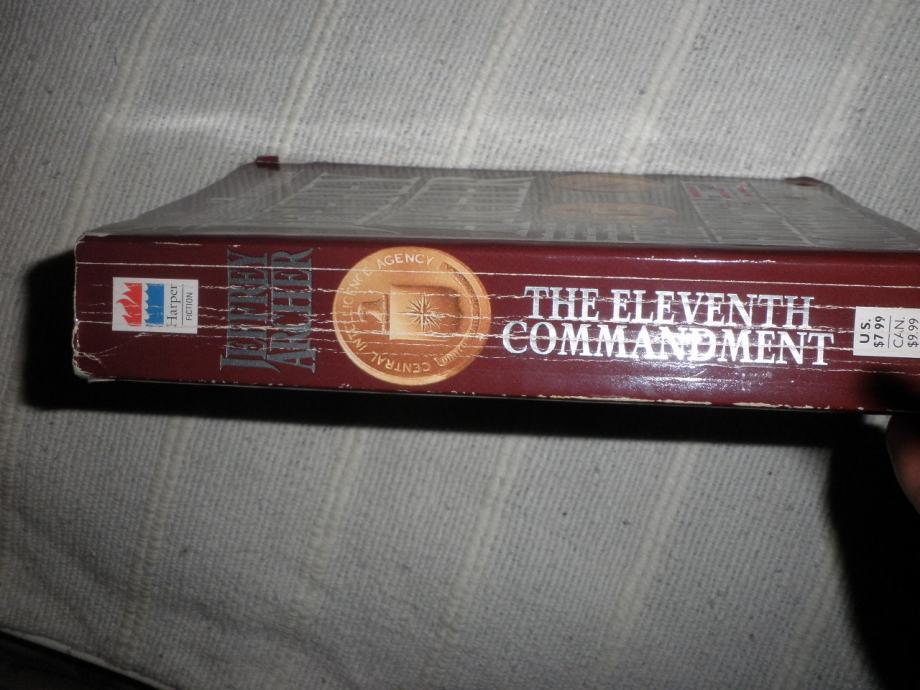 Harper
FICTION
JEFFREY
ARCHER
CENTRAL INTELLIGENCE AGENCY
THE ELEVENTH
COMMANDMENT
U.S.
$7.99
CAN.
$9.99